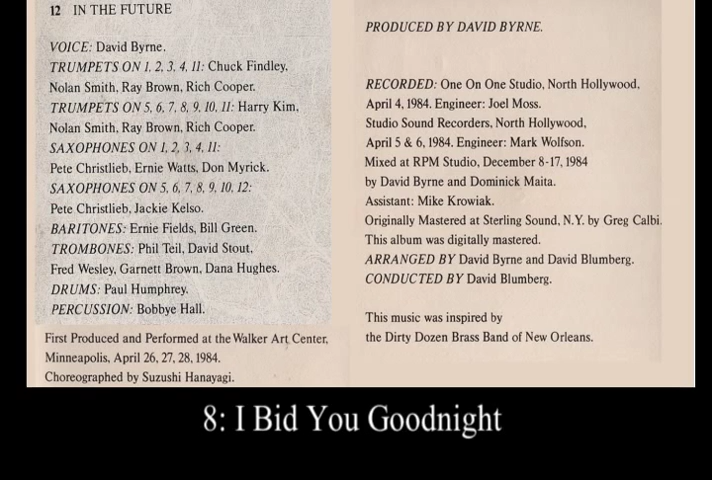 12 IN THE FUTURE
VOICE: David Byrne.
TRUMPETS ON 1, 2, 3, 4, 11: Chuck Findley,
Nolan Smith, Ray Brown, Rich Cooper.
TRUMPETS ON 5, 6, 7, 8, 9, 10, 11: Harry Kim,
Nolan Smith, Ray Brown, Rich Cooper.
SAXOPHONES ON 1, 2, 3, 4, 11:
Pete Christlieb, Ernie Watts, Don Myrick.
SAXOPHONES ON 5, 6, 7, 8, 9, 10, 12:
Pete Christlieb, Jackie Kelso.
BARITONES: Ernie Fields, Bill Green.
TROMBONES: Phil Teil, David Stout,
Fred Wesley, Garnett Brown, Dana Hughes.
DRUMS: Paul Humphrey.
PERCUSSION: Bobbye Hall.
First Produced and Performed at the Walker Art Center,
Minneapolis, April 26, 27, 28, 1984.
Choreographed by Suzushi Hanayagi.
PRODUCED BY DAVID BYRNE.
RECORDED: One On One Studio, North Hollywood,
April 4, 1984. Engineer: Joel Moss.
Studio Sound Recorders, North Hollywood,
April 5 & 6, 1984. Engineer: Mark Wolfson.
Mixed at RPM Studio, December 8-17, 1984
by David Byrne and Dominick Maita.
Assistant: Mike Krowiak.
Originally Mastered at Sterling Sound, N.Y. by Greg Calbi.
This album was digitally mastered.
ARRANGED BY David Byrne and David Blumberg.
CONDUCTED BY David Blumberg.
This music was inspired by
the Dirty Dozen Brass Band of New Orleans.
8: I Bid You Goodnight